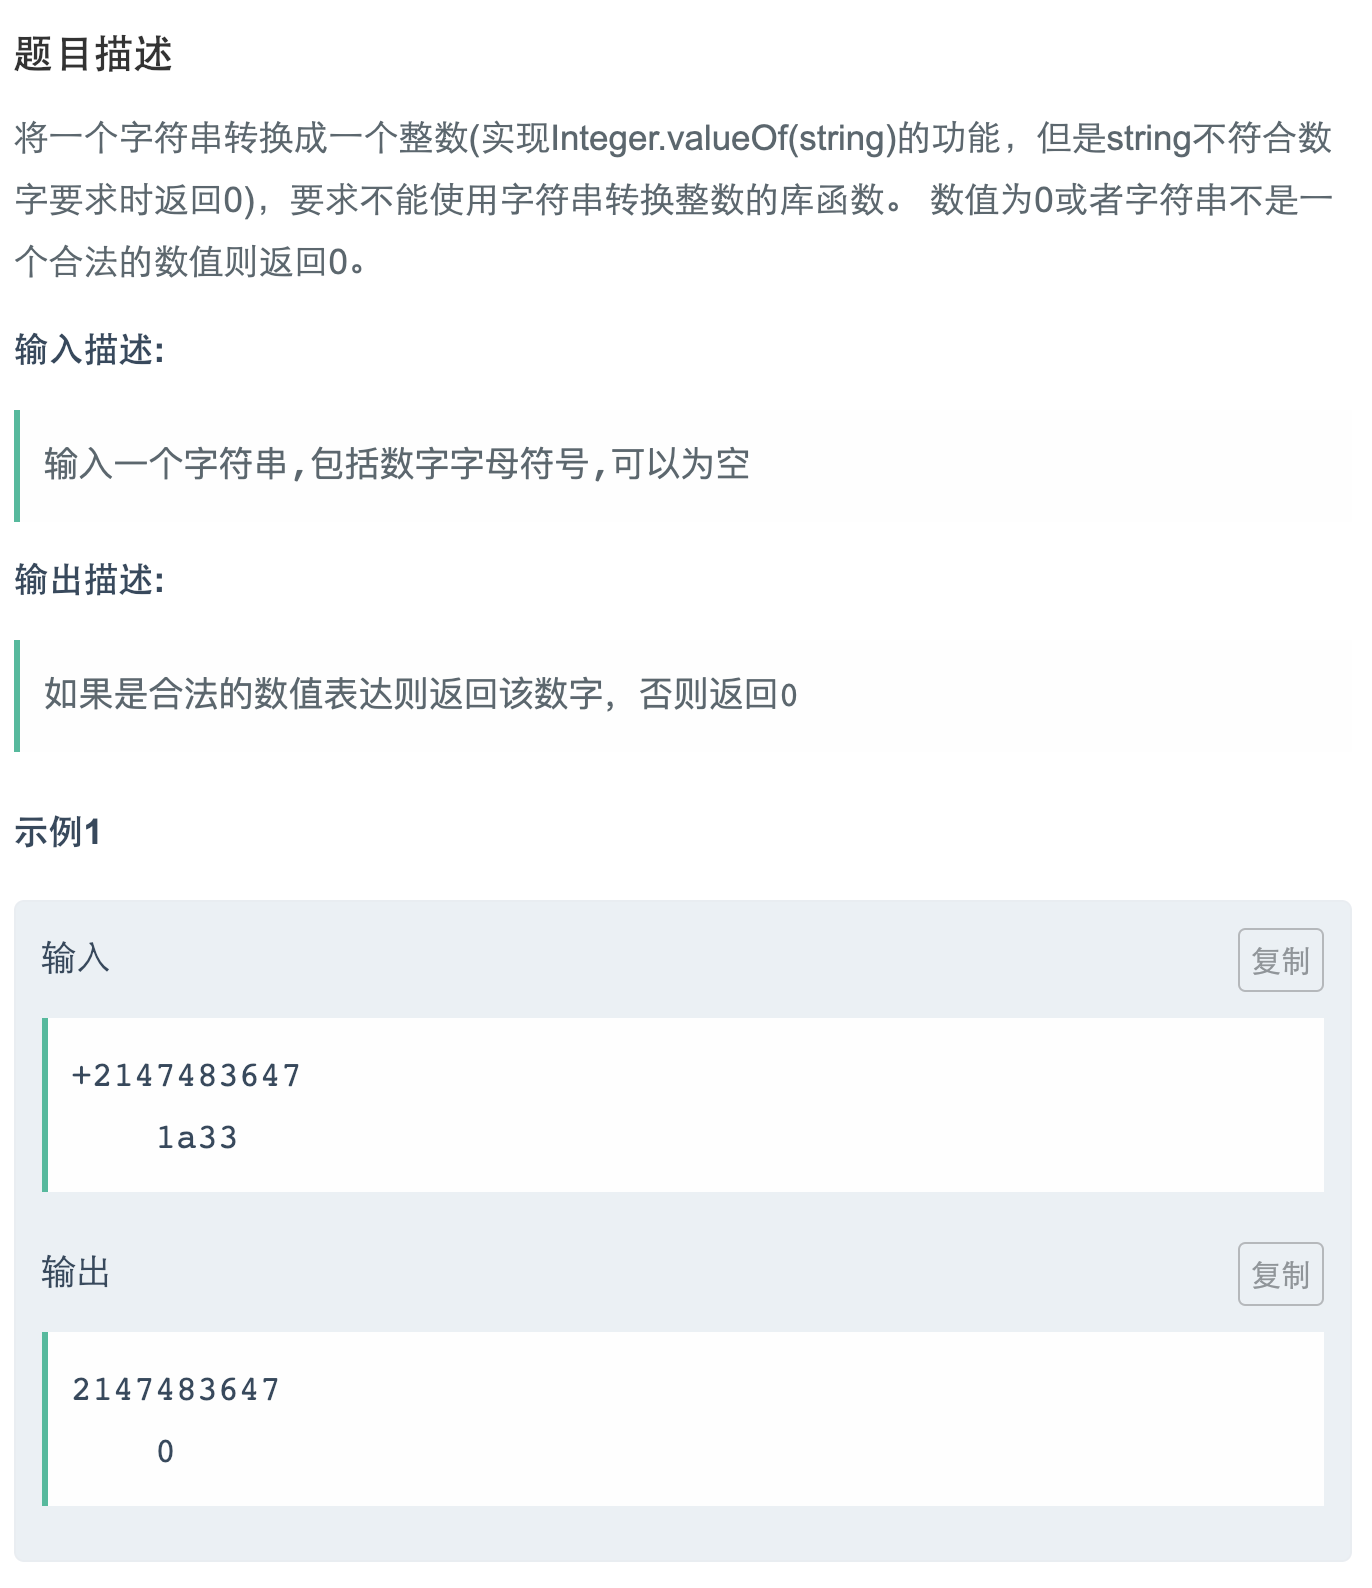 题目描述
将一个字符串转换成一个整数(实现Integer.valueOf(string)的功能，但是string不符合数
字要求时返回0)，要求不能使用字符串转换整数的库函数。 数值为0或者字符串不是一
个合法的数值则返回0。
输入描述:
输入一个字符串,包括数字字母符号,可以为空
输出描述:
如果是合法的数值表达则返回该数字，否则返回0
示例1
输入
复制
+2147483647
    1a33
输出
复制
2147483647
    0